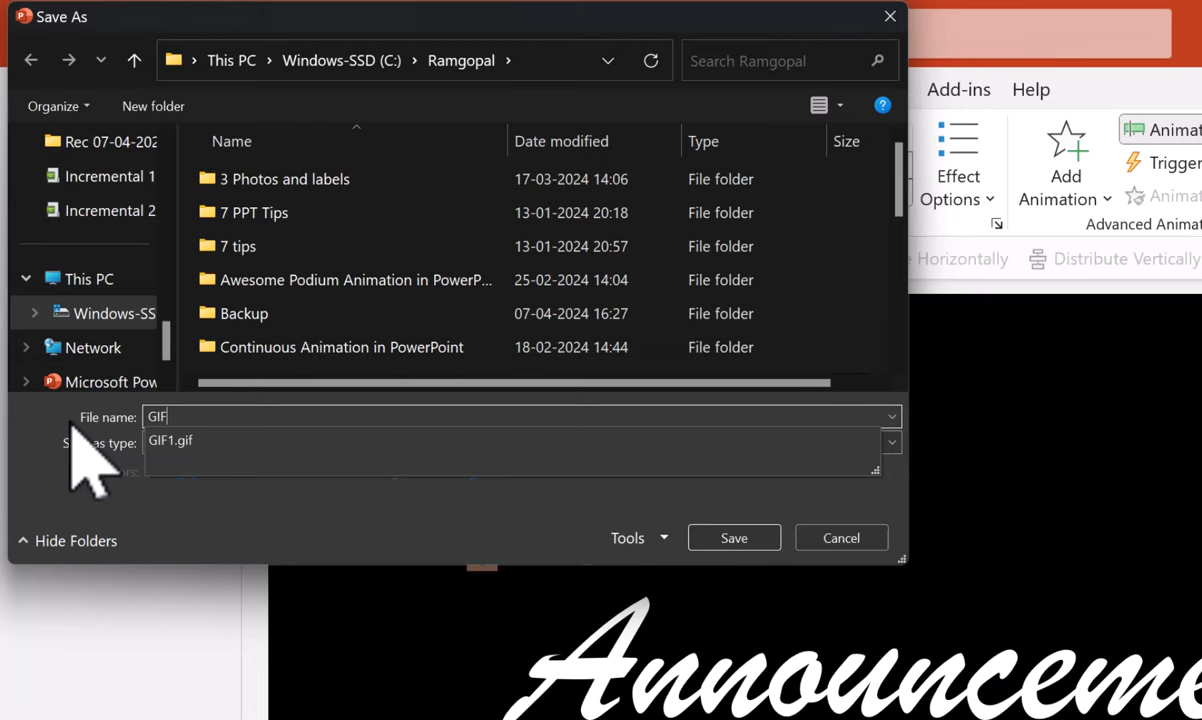 Save As
This PC > Windows-SSD (C:) > Ramgopal >
Search Ramgopal
Organize
New folder
Add-ins Help
Rec 07-04-202
Incremental 1
Incremental 2
This PC
Windows-SS
Network
Microsoft Pow
Name Date modified Type Size
3 Photos and labels 17-03-2024 14:06 File folder
7 PPT Tips 13-01-2024 20:18 File folder
7 tips 13-01-2024 20:57 File folder
Awesome Podium Animation in PowerP... 25-02-2024 14:04 File folder
Backup 07-04-2024 16:27 File folder
Continuous Animation in PowerPoint 18-02-2024 14:44 File folder
Effect
Options
Add
Animation
Animat
Trigger
Animat
Advanced Animat
e Horizontally
Distribute Vertically
File name: GIF
as type:
GIF1.gif
Hide Folders
Tools
Save
Cancel
Announceme